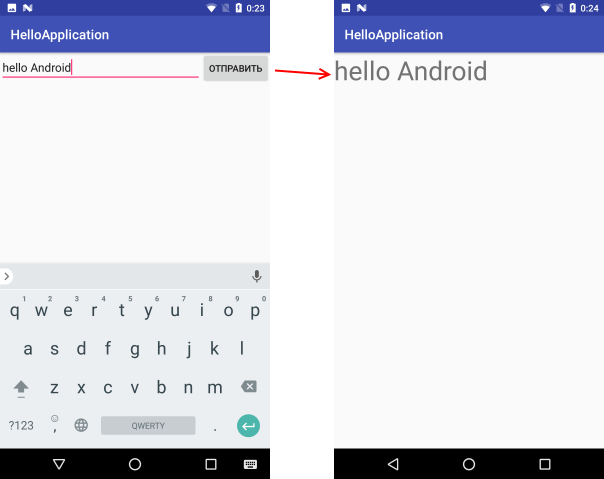 0:23
HelloApplication
hello Android
ОТПРАВИТЬ
1 2 3 4 5 6 7 8 9 0
q w e r t y u i o p
a s d f g h j k l
z x c v b n m
?123 , QWERTY .
0:24
HelloApplication
hello Android